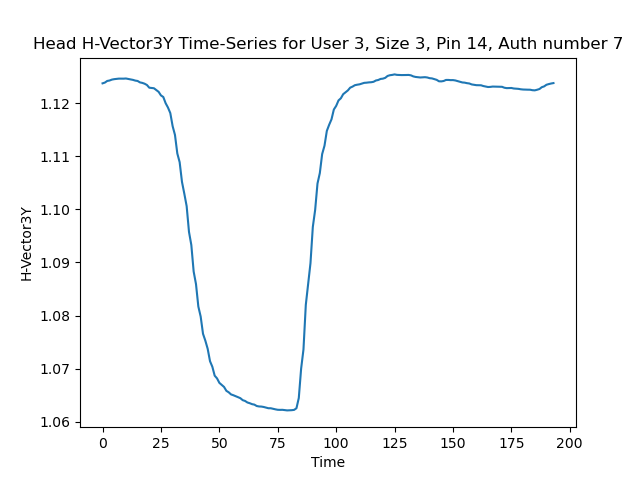 Head H-Vector3Y Time-Series for User 3, Size 3, Pin 14, Auth number 7
1.12
1.11
1.10
1.09
1.08
1.07
1.06
H-Vector3Y
0 25 50 75 100 125 150 175 200
Time